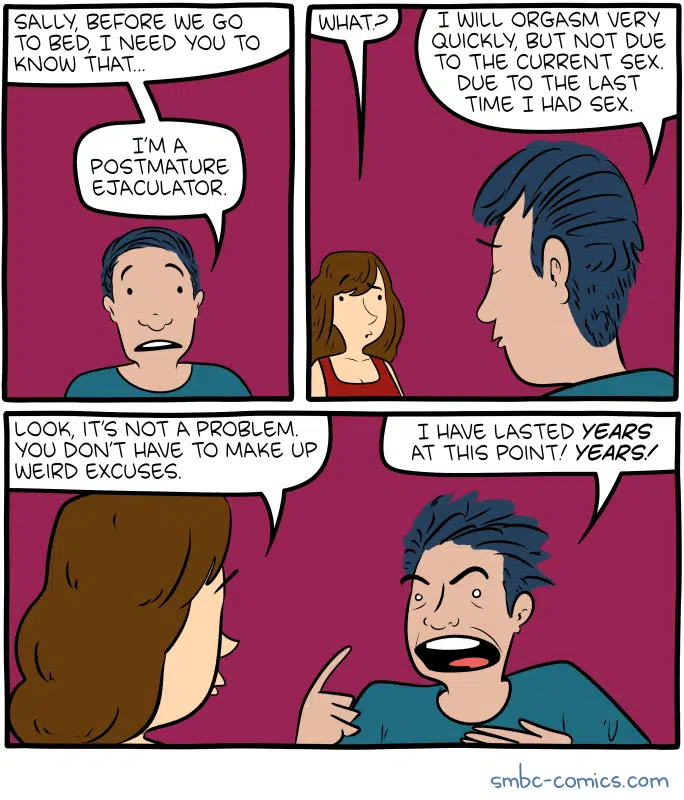 SALLY, BEFORE WE GO
TO BED, I NEED YOU TO
KNOW THAT...
I'M A
POSTMATURE
EJACULATOR.
WHAT?
I WILL ORGASM VERY
QUICKLY, BUT NOT DUE
TO THE CURRENT SEX.
DUE TO THE LAST
TIME I HAD SEX.
LOOK, IT'S NOT A PROBLEM.
YOU DON'T HAVE TO MAKE UP
WEIRD EXCUSES.
I HAVE LASTED YEARS
AT THIS POINT! YEARS!
smbc-comics.com